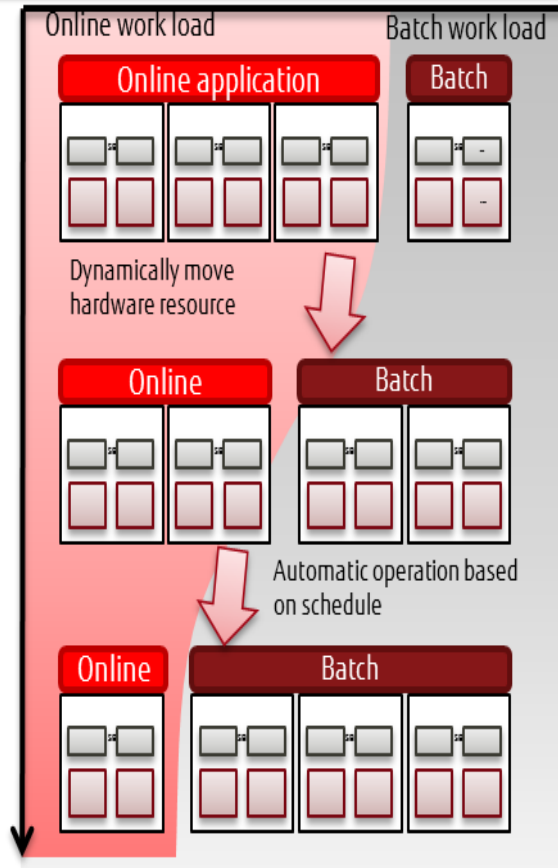 Online work load
Batch work load
Online application
Batch
-
-
Dynamically move
hardware resource
Online
Batch
Automatic operation based
on schedule
Online
Batch